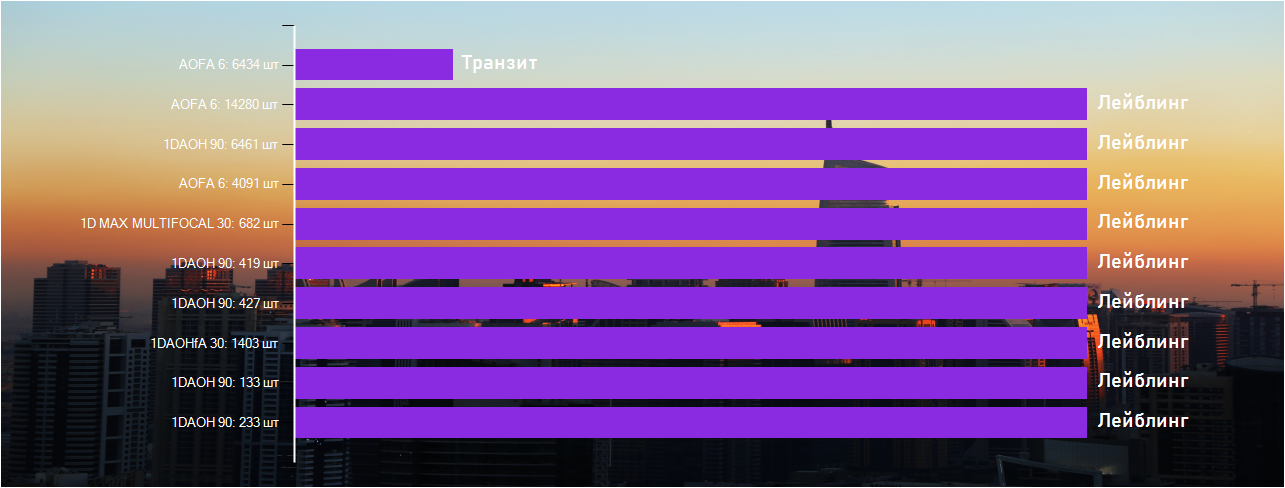 AOFA 6: 6434 шт Транзит
AOFA 6: 14280 шт Лейблинг
1DAOH 90: 6461 шт Лейблинг
AOFA 6: 4091 шт Лейблинг
1D MAX MULTIFOCAL 30: 682 шт Лейблинг
1DAOH 90: 419 шт Лейблинг
1DAOH 90: 427 шт Лейблинг
1DAOHfA 30: 1403 шт Лейблинг
1DAOH 90: 133 шт Лейблинг
1DAOH 90: 233 шт Лейблинг